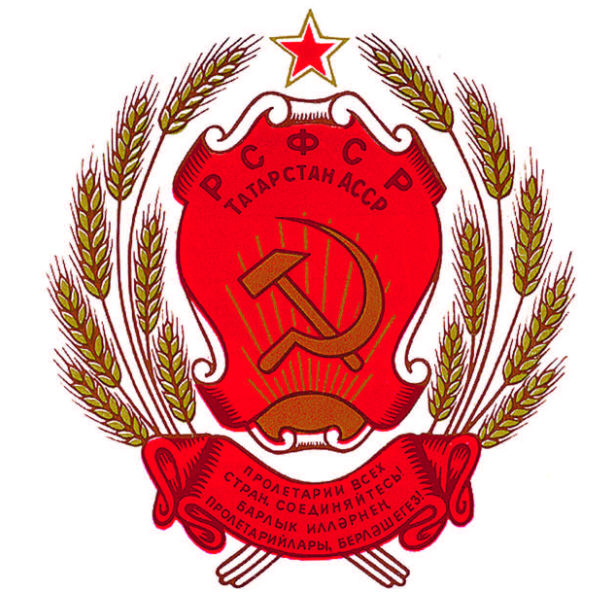 РСФСР
ТАТАРСТАН АССР
ПРОЛЕТАРИИ ВСЕХ
СТРАН, СОЕДИНЯЙТЕСЬ!
БАРЛЫК ИЛЛӘРНЕҢ
ПРОЛЕТАРИЙЛАРЫ, БЕРЛӘШЕГЕЗ!